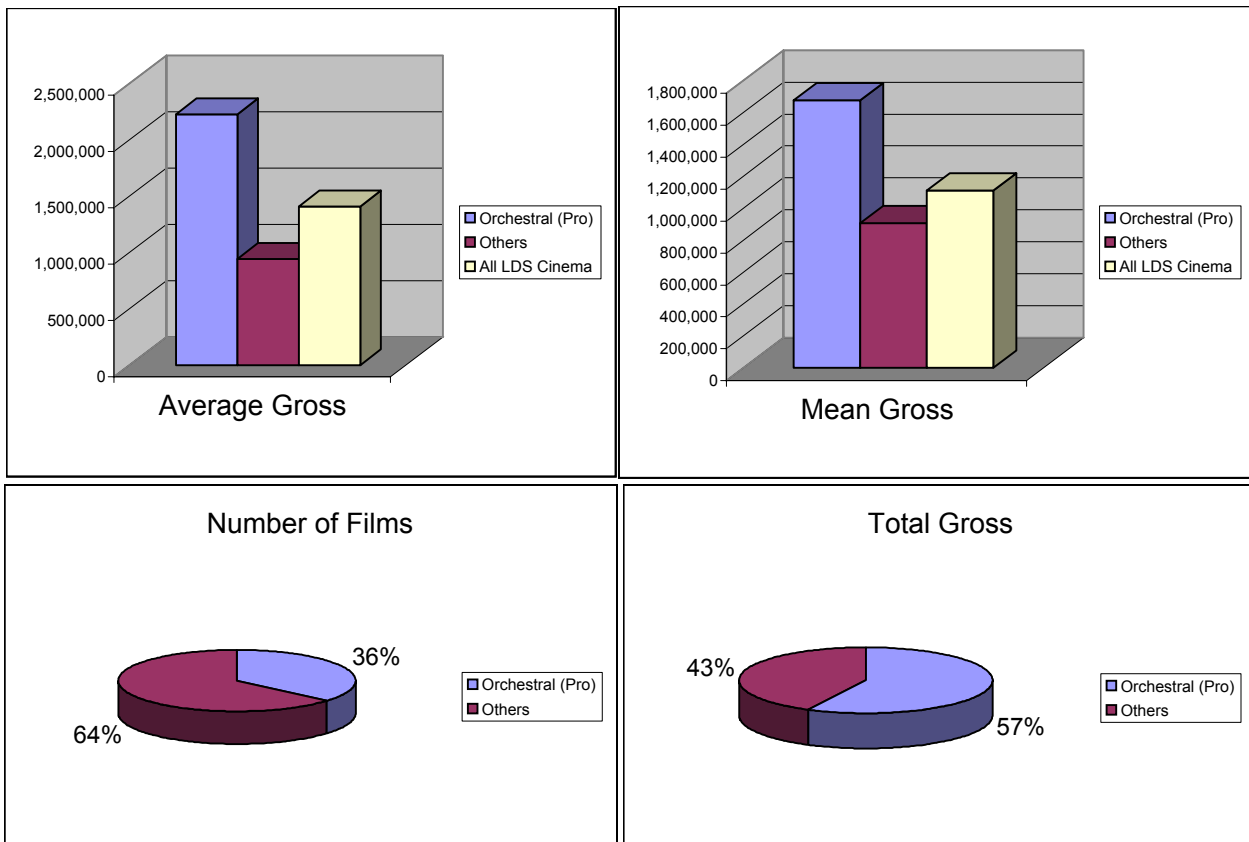 2,500,000
2,000,000
1,500,000
1,000,000
500,000
0
Average Gross
Orchestral (Pro)
Others
All LDS Cinema
1,800,000
1,600,000
1,400,000
1,200,000
1,000,000
800,000
600,000
400,000
200,000
0
Mean Gross
Orchestral (Pro)
Others
All LDS Cinema
Number of Films
36%
64%
Orchestral (Pro)
Others
Total Gross
43%
57%
Orchestral (Pro)
Others